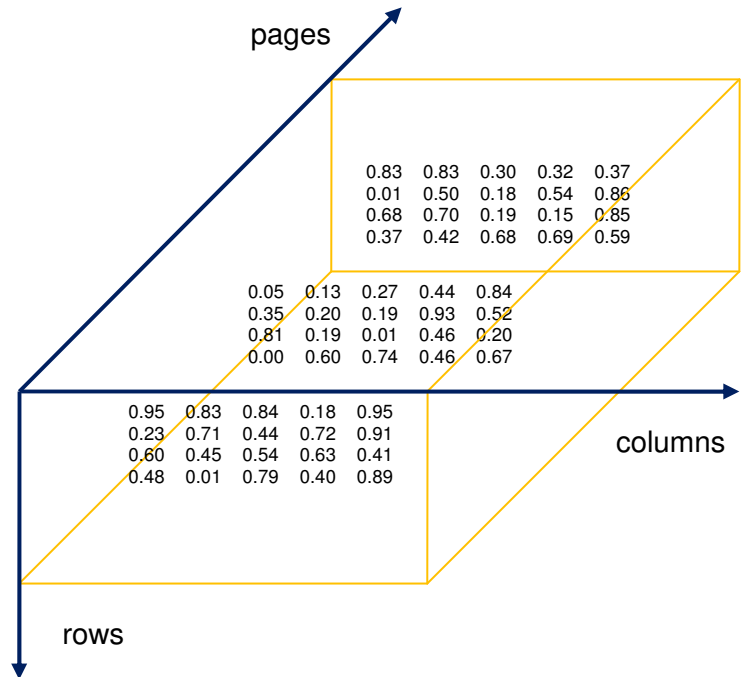 pages
0.83 0.83 0.30 0.32 0.37
0.01 0.50 0.18 0.54 0.86
0.68 0.70 0.19 0.15 0.85
0.37 0.42 0.68 0.69 0.59
0.05 0.13 0.27 0.44 0.84
0.35 0.20 0.19 0.93 0.52
0.81 0.19 0.01 0.46 0.20
0.00 0.60 0.74 0.46 0.67
0.95 0.83 0.84 0.18 0.95
0.23 0.71 0.44 0.72 0.91
0.60 0.45 0.54 0.63 0.41
0.48 0.01 0.79 0.40 0.89
columns
rows